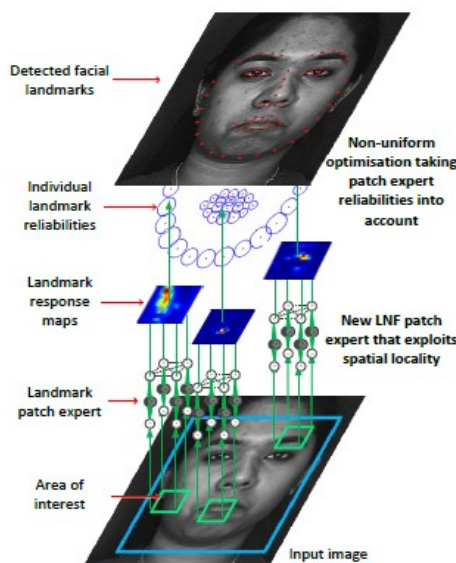 Detected facial
landmarks
Non-uniform
optimisation taking
patch expert
reliabilities into
account
Individual
landmark
reliabilities
Landmark
response
maps
New LNF patch
expert that exploits
spatial locality
Landmark
patch expert
Area of
interest
Input image